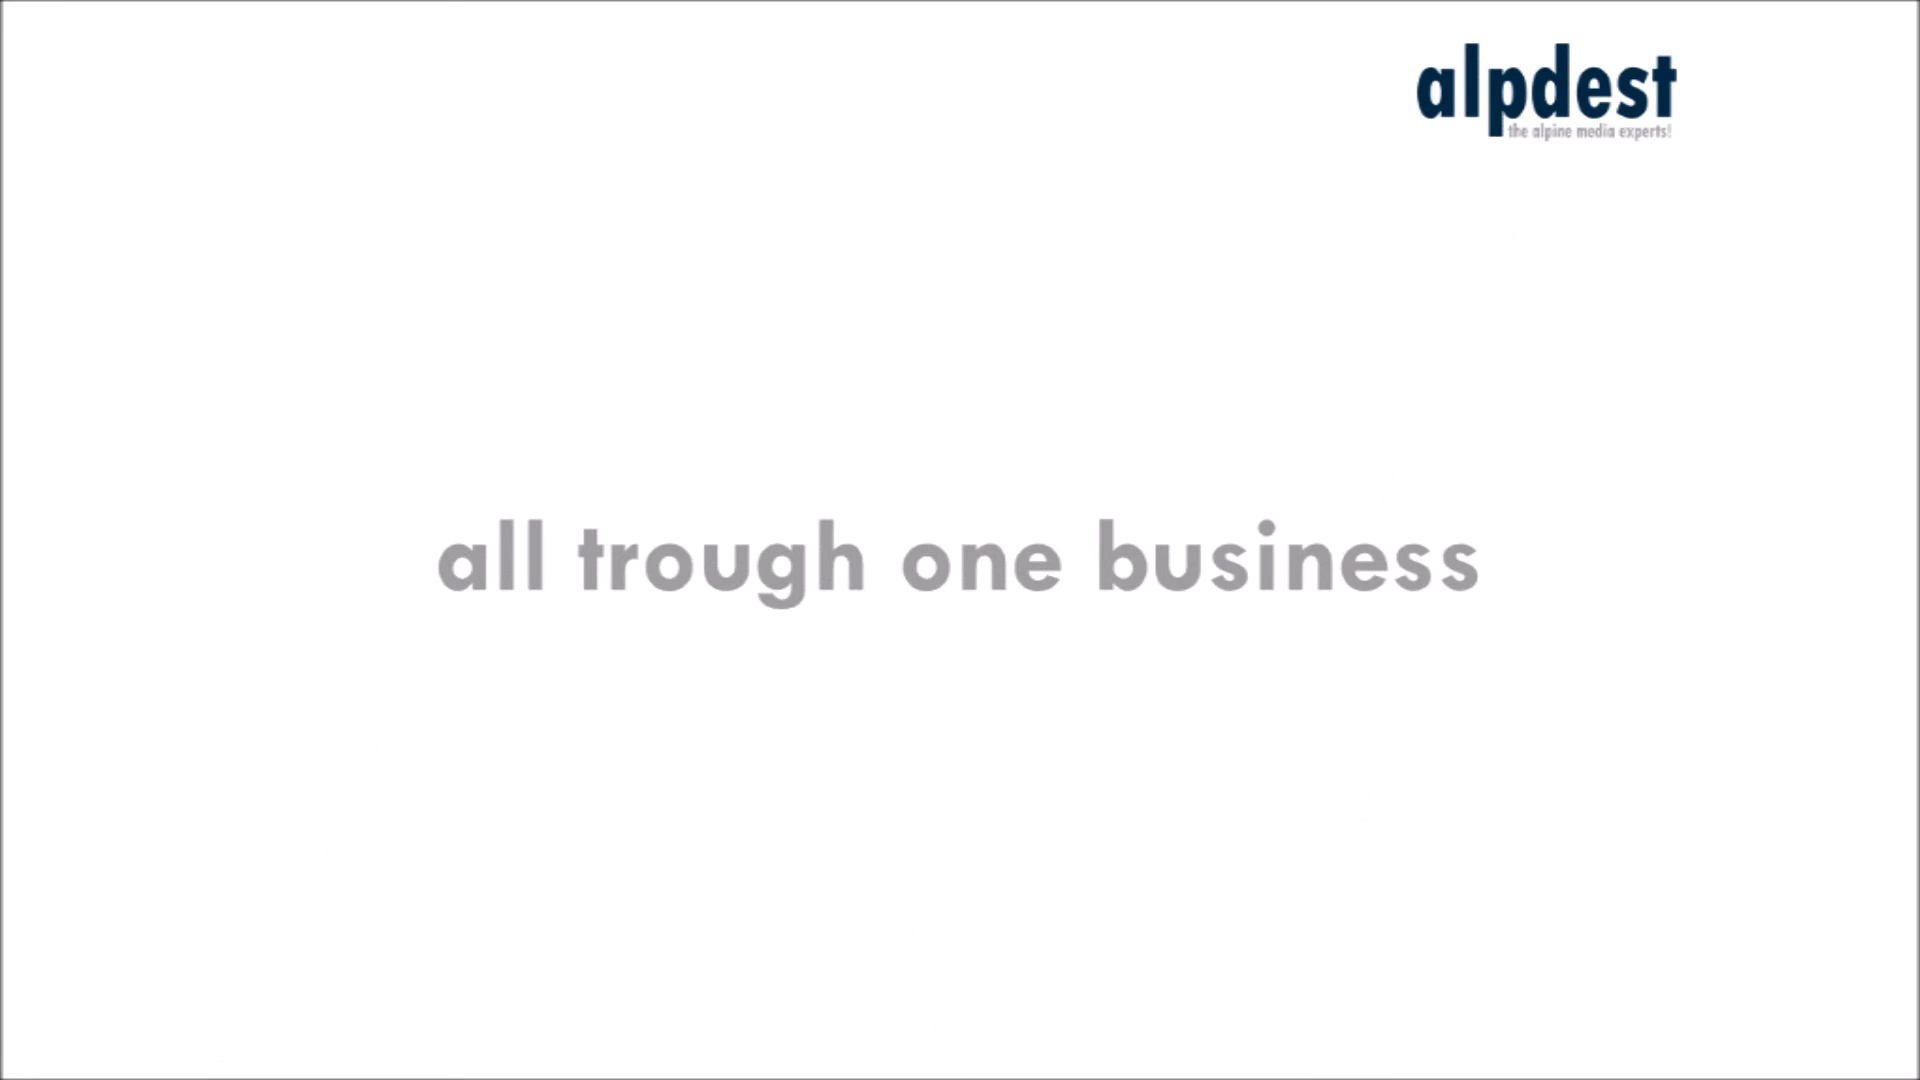 alpdest
the alpine media experts!
all trough one business